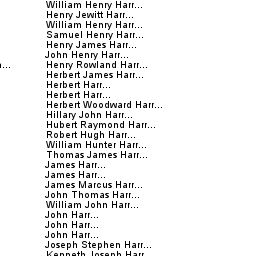 William Henry Harr...
Henry Jewitt Harr...
William Henry Harr...
Samuel Henry Harr...
Henry James Harr...
John Henry Harr...
Henry Rowland Harr...
Herbert James Harr...
Herbert Harr...
Herbert Harr...
Herbert Woodward Harr...
Hillary John Harr...
Hubert Raymond Harr...
Robert Hugh Harr...
William Hunter Harr...
Thomas James Harr...
James Harr...
James Harr...
James Marcus Harr...
John Thomas Harr...
William John Harr...
John Harr...
John Harr...
John Harr...
Joseph Stephen Harr...
Kenneth Joseph Harr